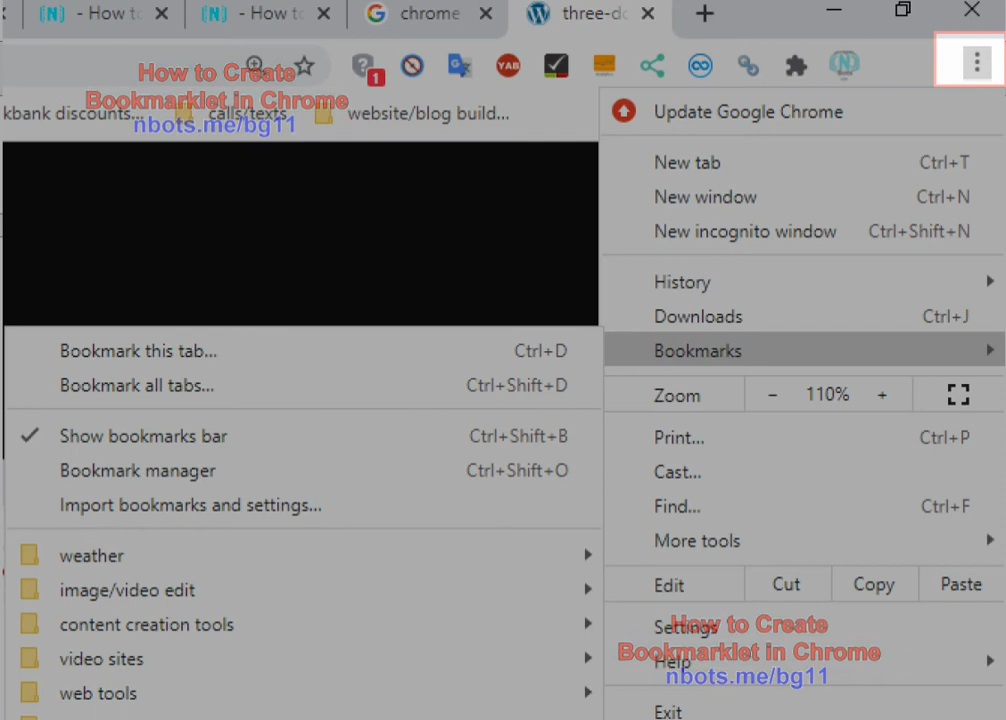 - How to
- How to
chrome
three-do
1
YAB
How to Create
Bookmarklet in Chrome
nbots.me/bg11
kbank discounts...
calls/texts
website/blog build...
Update Google Chrome
New tab Ctrl+T
New window Ctrl+N
New incognito window Ctrl+Shift+N
History
Downloads Ctrl+J
Bookmarks
Bookmark this tab... Ctrl+D
Bookmark all tabs... Ctrl+Shift+D
Show bookmarks bar Ctrl+Shift+B
Bookmark manager Ctrl+Shift+O
Import bookmarks and settings...
weather
image/video edit
content creation tools
video sites
web tools
Zoom - 110% +
Print... Ctrl+P
Cast...
Find... Ctrl+F
More tools
Edit Cut Copy Paste
Settings
How to Create
Bookmarklet in Chrome
Help
nbots.me/bg11
Exit